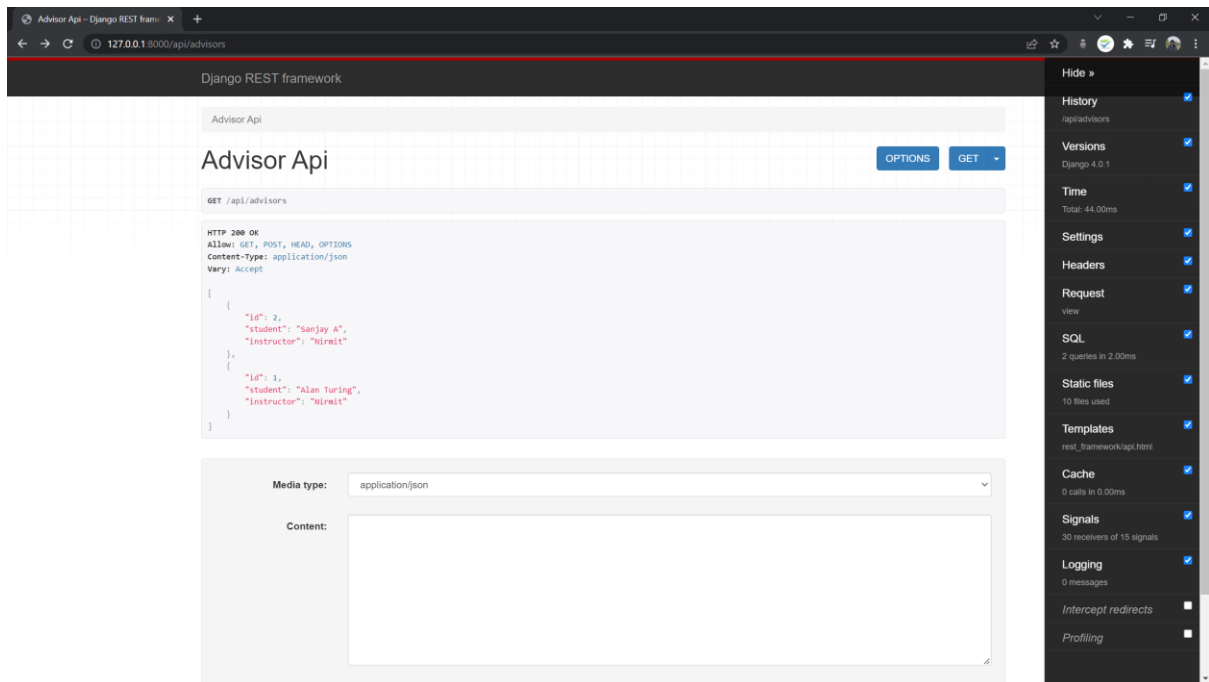 Advisor Api – Django REST frame
127.0.0.1:8000/api/advisors
Django REST framework
Advisor Api
Advisor Api
OPTIONS
GET
GET /api/advisors
HTTP 200 OK
Allow: GET, POST, HEAD, OPTIONS
Content-Type: application/json
Vary: Accept
[
{
"id": 2,
"student": "Sanjay A",
"instructor": "Nirmit"
},
{
"id": 1,
"student": "Alan Turing",
"instructor": "Nirmit"
}
]
Media type:
application/json
Content:
Hide »
History
/api/advisors
Versions
Django 4.0.1
Time
Total: 44.00ms
Settings
Headers
Request
view
SQL
2 queries in 2.00ms
Static files
10 files used
Templates
rest_framework/api.html
Cache
0 calls in 0.00ms
Signals
30 receivers of 15 signals
Logging
0 messages
Intercept redirects
Profiling